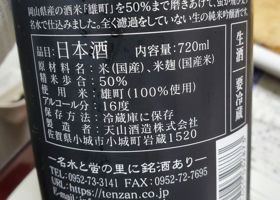 岡山県産の酒米『雄町』を50%まで磨きあげて、
名水で仕込みました。全く濾過をしていない生の純米吟醸です。
品目:日本酒 内容量:720ml
原材料名:米(国産)、米麹(国産米)
精米歩合:50%
使用米:雄町(100%使用)
アルコール分:16度
保存方法:冷蔵庫に保存
製造者:天山酒造株式会社
佐賀県小城市小城町岩蔵1520
生酒
要冷蔵
―名水と蛍の里に銘酒あり―
TEL:0952-73-3141 FAX:0952-72-7695
URL:https://tenzan.co.jp